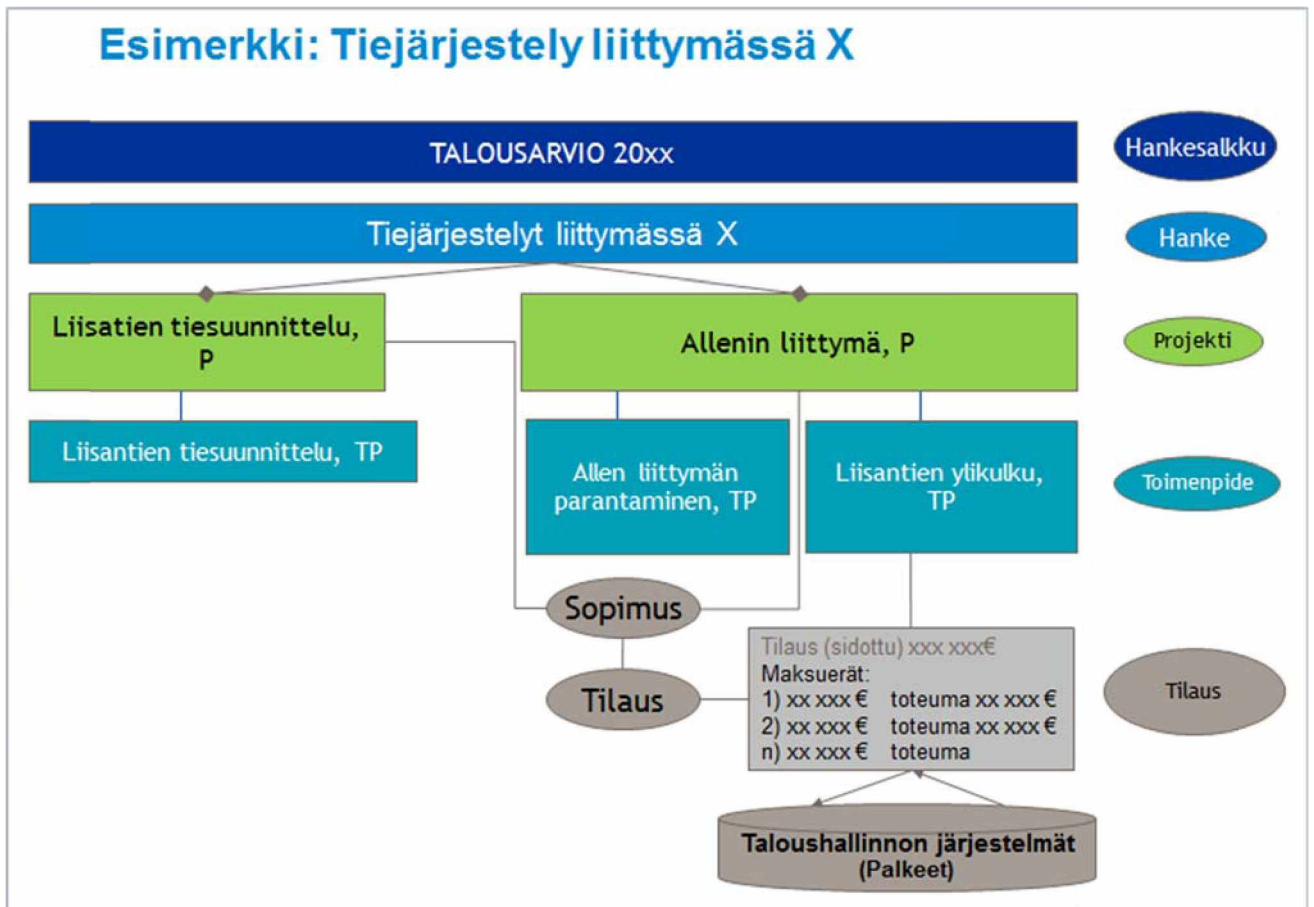 Esimerkki: Tiejärjestely liittymässä X
TALOUSARVIO 20xx
Hankesalkku
Tiejärjestelyt liittymässä X
Hanke
Liisatien tiesuunnittelu,
P
Allenin liittymä, P
Projekti
Liisantien tiesuunnittelu, TP
Allen liittymän
parantaminen, TP
Liisantien ylikulku,
TP
Toimenpide
Sopimus
Tilaus
Tilaus (sidottu) xxx xxx€
Maksuerät:
1) xx xxx € toteuma xx xxx €
2) xx xxx € toteuma xx xxx €
n) xx xxx € toteuma
Tilaus
Taloushallinnon järjestelmät
(Palkeet)